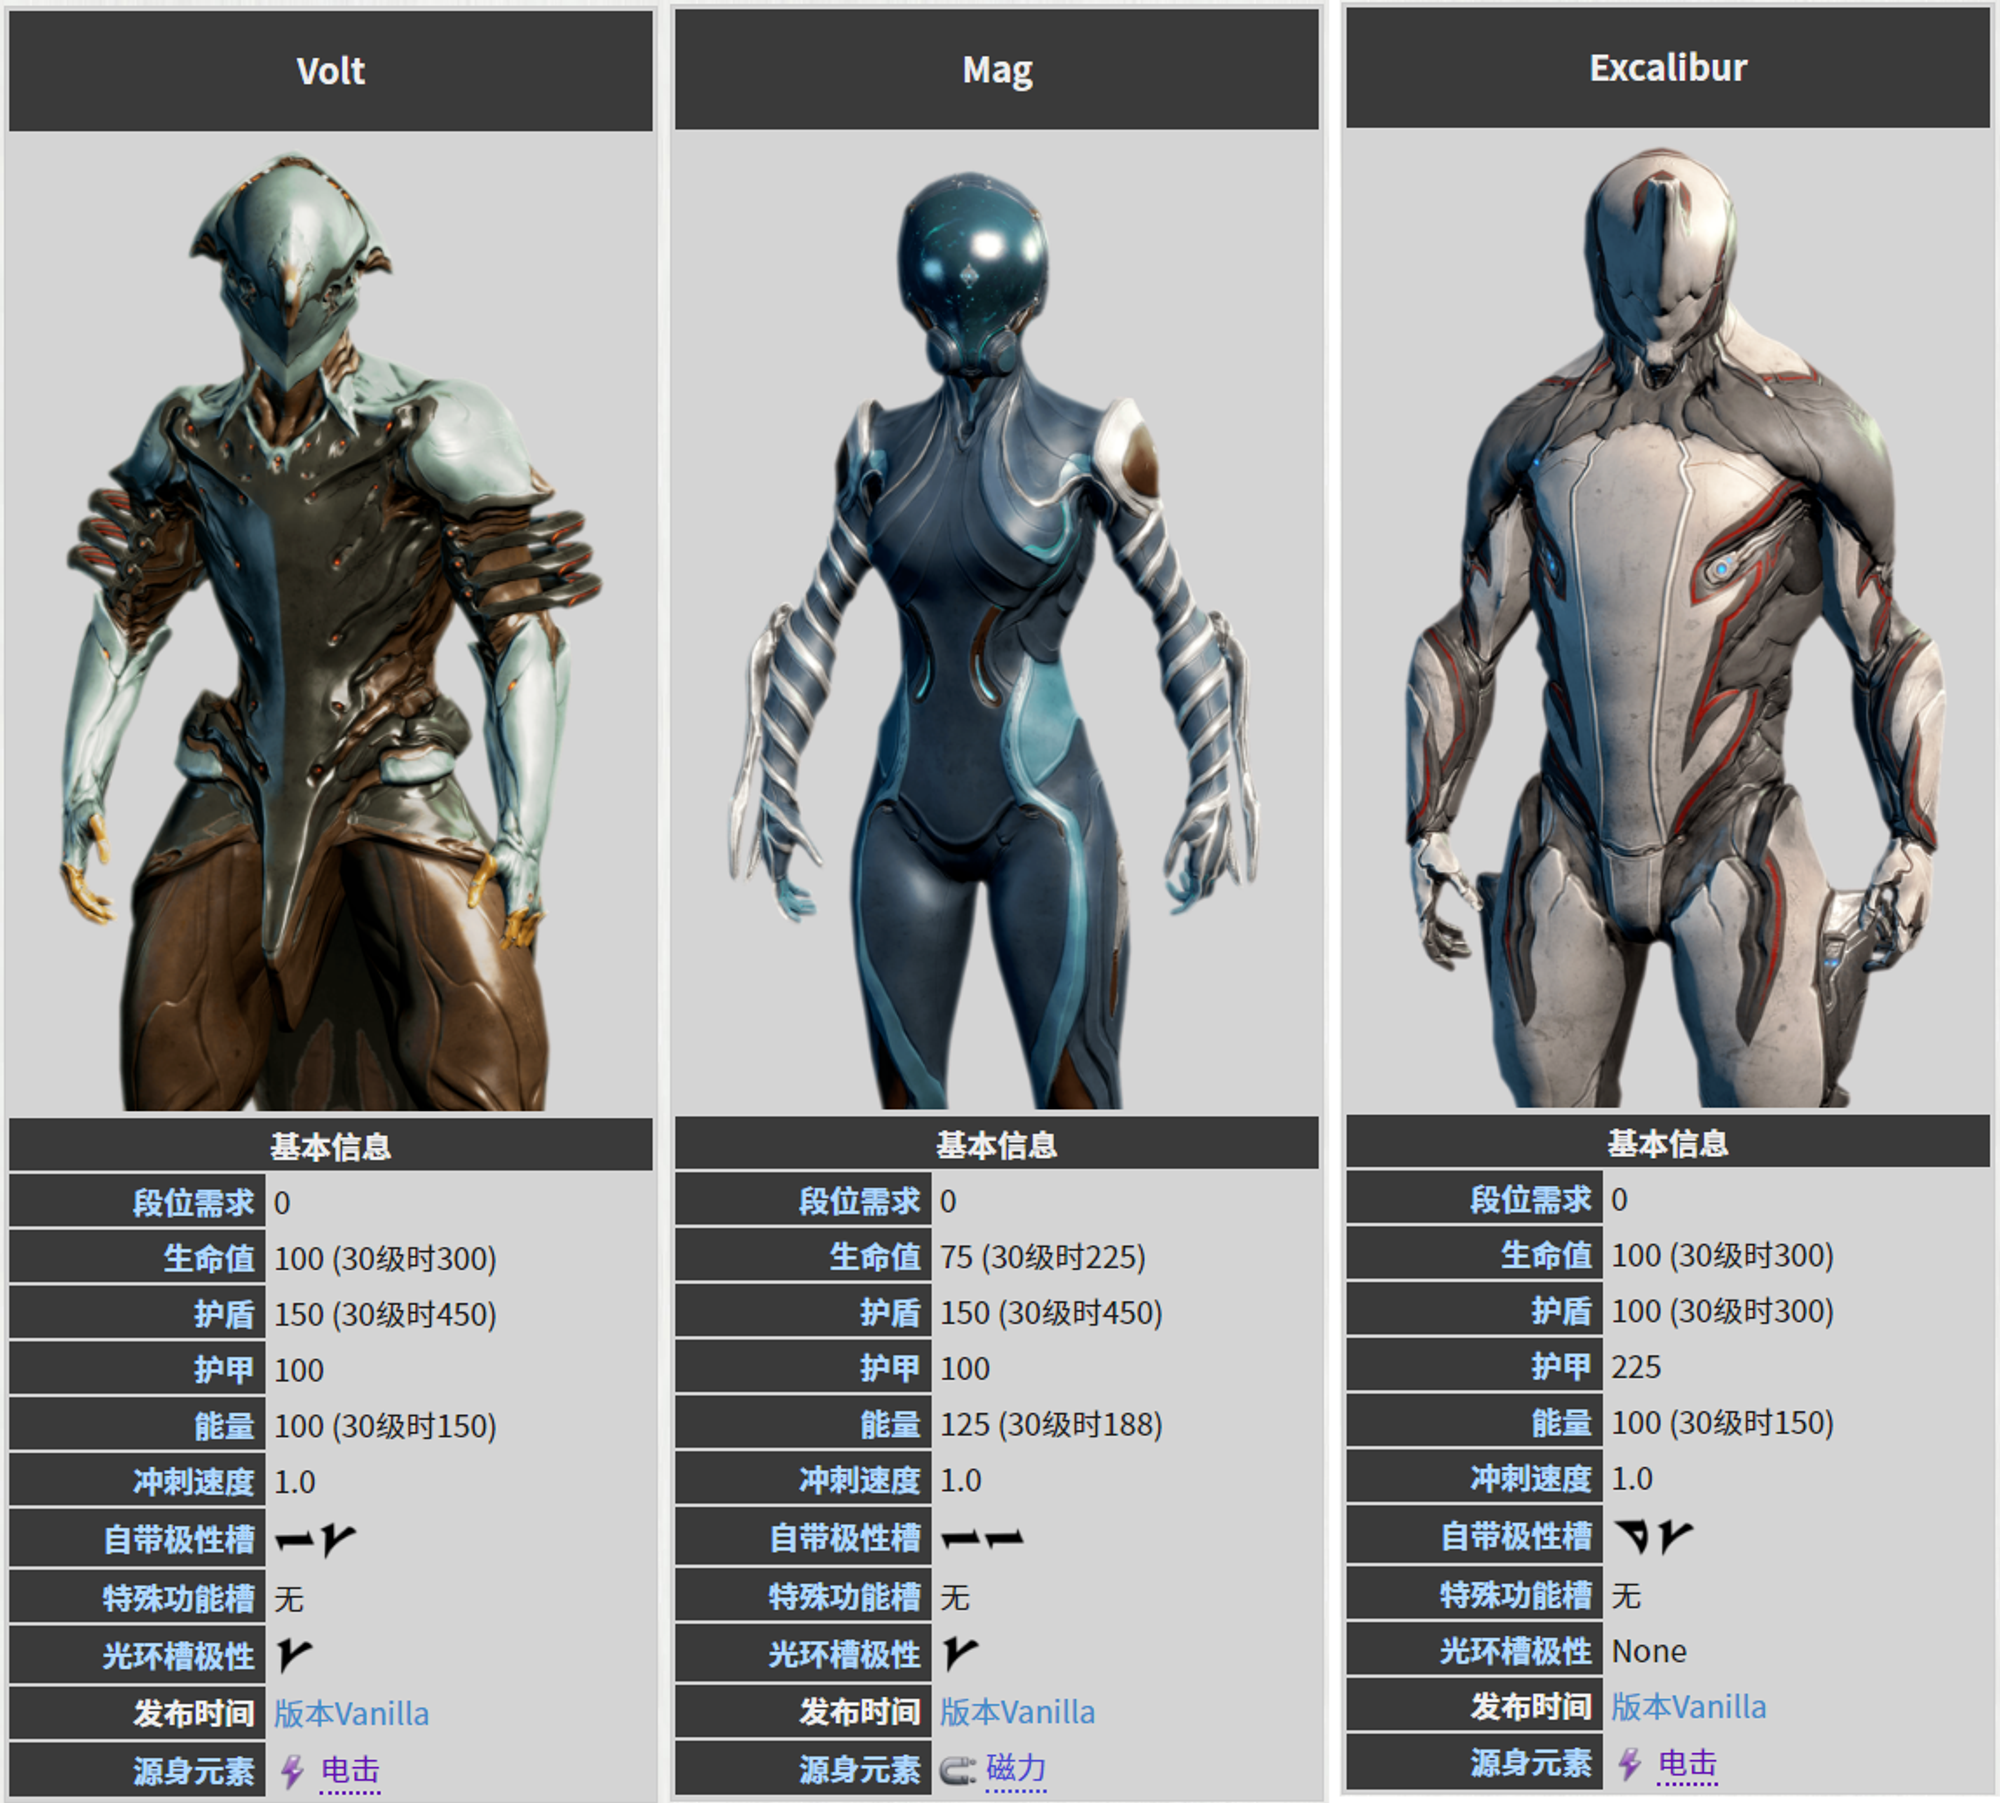 Volt
基本信息
段位需求 0
生命值 100 (30级时300)
护盾 150 (30级时450)
护甲 100
能量 100 (30级时150)
冲刺速度 1.0
自带极性槽
特殊功能槽 无
光环槽极性
发布时间 版本Vanilla
源身元素 电击
Mag
基本信息
段位需求 0
生命值 75 (30级时225)
护盾 150 (30级时450)
护甲 100
能量 125 (30级时188)
冲刺速度 1.0
自带极性槽
特殊功能槽 无
光环槽极性
发布时间 版本Vanilla
源身元素 磁力
Excalibur
基本信息
段位需求 0
生命值 100 (30级时300)
护盾 100 (30级时300)
护甲 225
能量 100 (30级时150)
冲刺速度 1.0
自带极性槽
特殊功能槽 无
光环槽极性 None
发布时间 版本Vanilla
源身元素 电击